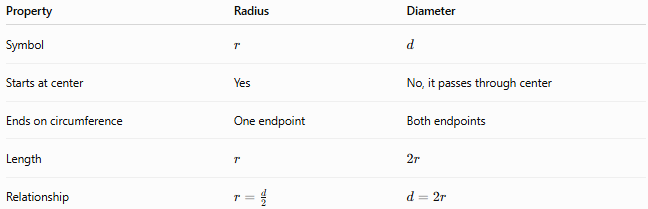 Property Radius Diameter
Symbol r d
Starts at center Yes No, it passes through center
Ends on circumference One endpoint Both endpoints
Length r 2r
Relationship r = d/2 d = 2r